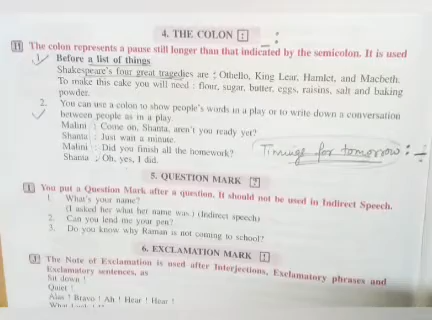 4. THE COLON [:] :
[1] The colon represents a pause still longer than that indicated by the semicolon. It is used
1. Before a list of things
Shakespeare's four great tragedies are : Othello, King Lear, Hamlet, and Macbeth.
To make this cake you will need : flour, sugar, butter, eggs, raisins, salt and baking
powder.
2. You can use a colon to show people's words in a play or to write down a conversation
between people as in a play.
Malini : Come on, Shanta, aren't you ready yet?
Shanta : Just wait a minute.
Malini : Did you finish all the homework?
Shanta : Oh, yes, I did.
Timings for tomorrow :-
5. QUESTION MARK [?]
[1] You put a Question Mark after a question. It should not be used in Indirect Speech.
1. What's your name?
(I asked her what her name was.) (Indirect speech)
2. Can you lend me your pen?
3. Do you know why Raman is not coming to school?
6. EXCLAMATION MARK [!]
[1] The Note of Exclamation is used after Interjections, Exclamatory phrases and
Exclamatory sentences, as
Sit down !
Quiet !
Alas ! Bravo ! Ah ! Hear ! Hear !
What